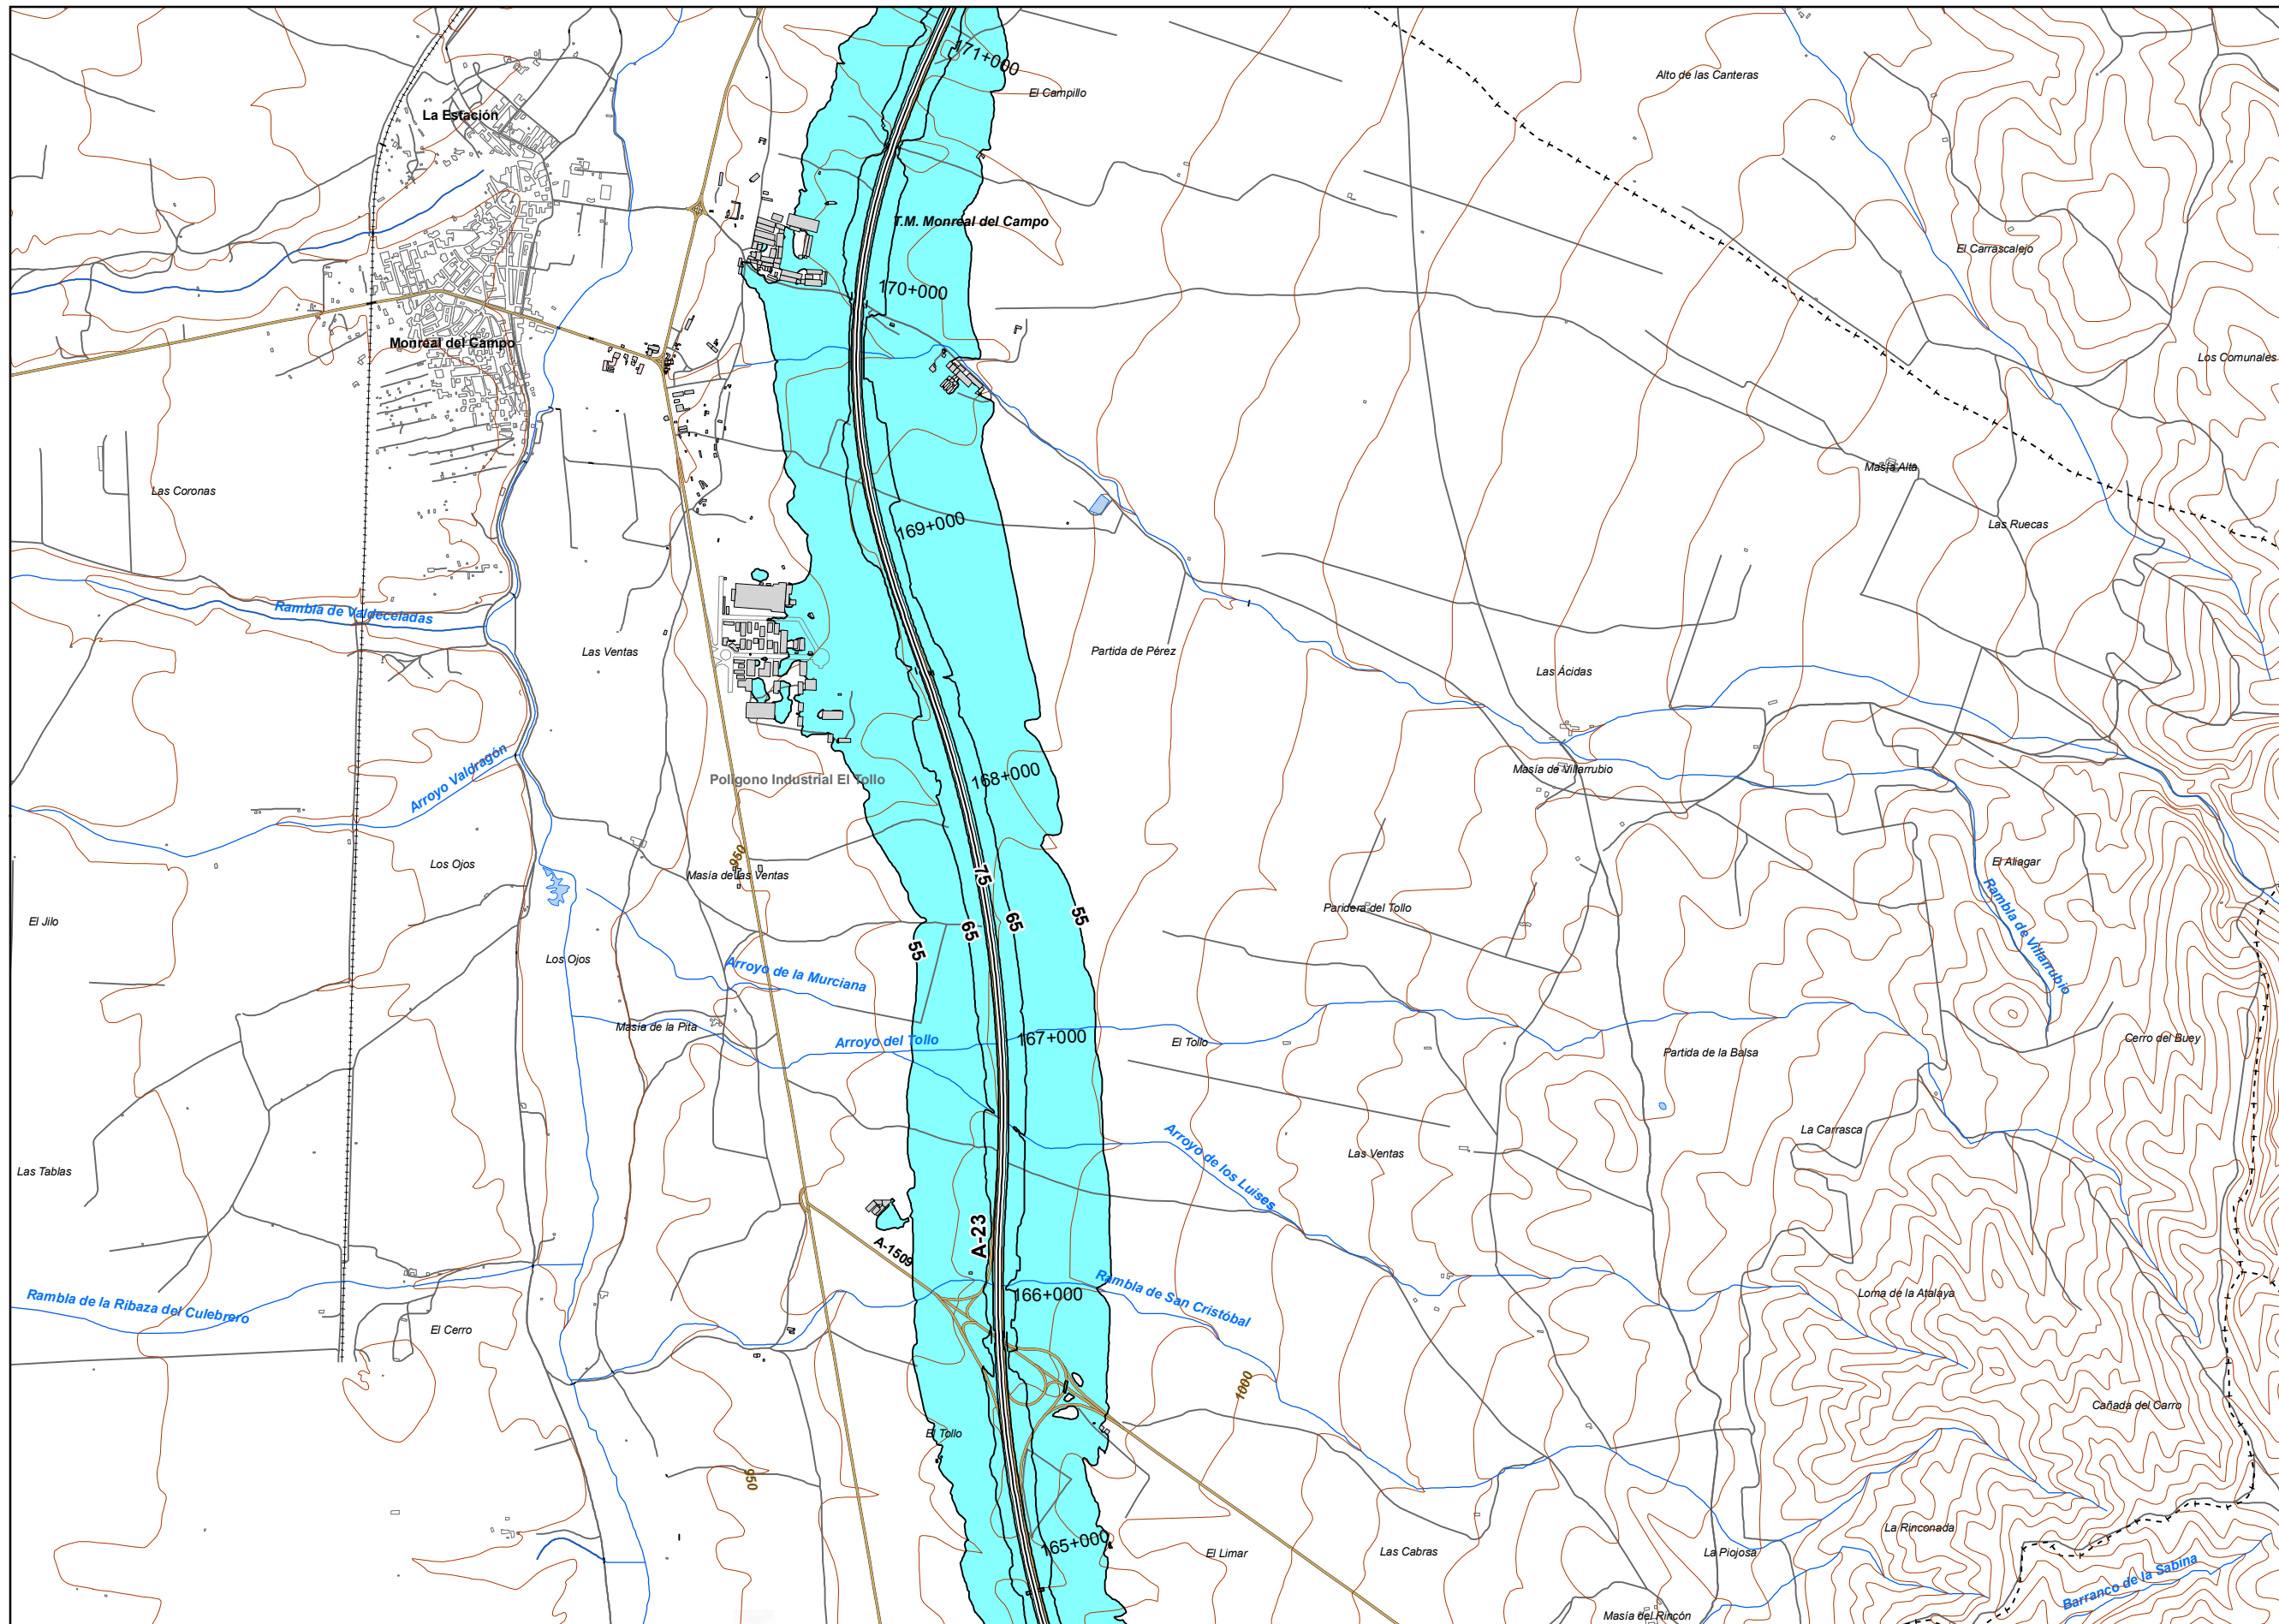 171+000
Alto de las Canteras
El Campillo
La Estación
T.M. Monreal del Campo
El Carrascalejo
170+000
Monreal del Campo
Los Comunales
Masía Alta
Las Coronas
169+000
Las Ruecas
Rambla de Valdeceladas
Las Ventas
Partida de Pérez
Las Ácidas
Arroyo Valdragón
Polígono Industrial El Tollo
168+000
Masía de Villarrubio
950
Los Ojos
Masía de las Ventas
75
El Aliagar
El Jilo
65
65
55
Paridera del Tollo
Rambla de Villarrubio
55
Los Ojos
Arroyo de la Murciana
Masía de la Pita
Arroyo del Tollo
167+000
El Tollo
Partida de la Balsa
Cerro del Buey
La Carrasca
Las Tablas
Arroyo de los Luises
Las Ventas
A-23
A-1509
Rambla de la Ribaza del Culebrero
Rambla de San Cristóbal
166+000
Loma de la Atalaya
El Cerro
1000
Cañada del Carro
El Tollo
950
165+000
El Limar
Las Cabras
La Rinconada
La Piojosa
Barranco de la Sabina
Masía del Rincón